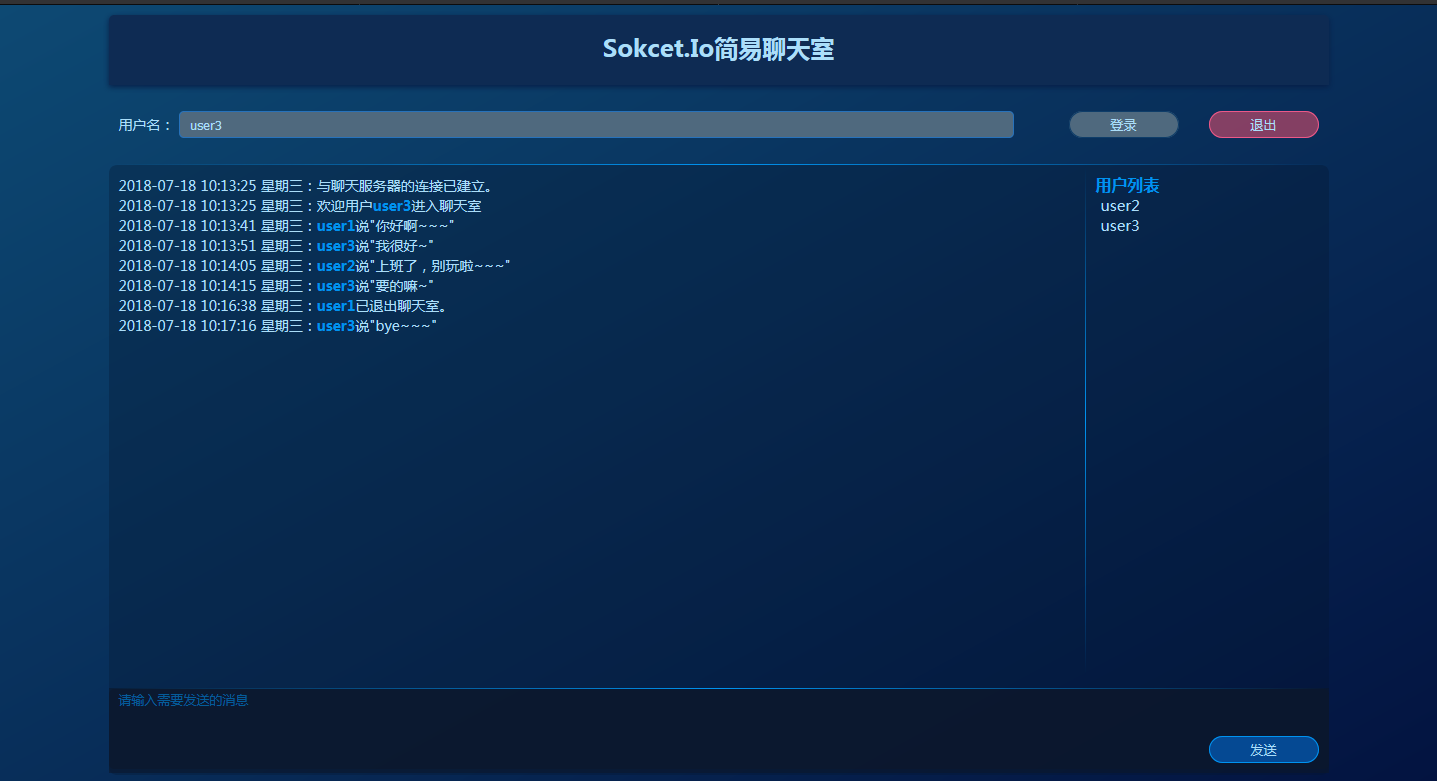 Sokcet.Io简易聊天室
用户名： user3 登录 退出
2018-07-18 10:13:25 星期三：与聊天服务器的连接已建立。
2018-07-18 10:13:25 星期三：欢迎用户user3进入聊天室
2018-07-18 10:13:41 星期三：user1说"你好啊~~~"
2018-07-18 10:13:51 星期三：user3说"我很好~"
2018-07-18 10:14:05 星期三：user2说"上班了，别玩啦~~~"
2018-07-18 10:14:15 星期三：user3说"要的嘛~"
2018-07-18 10:16:38 星期三：user1已退出聊天室。
2018-07-18 10:17:16 星期三：user3说"bye~~~"
用户列表
user2
user3
请输入需要发送的消息
发送